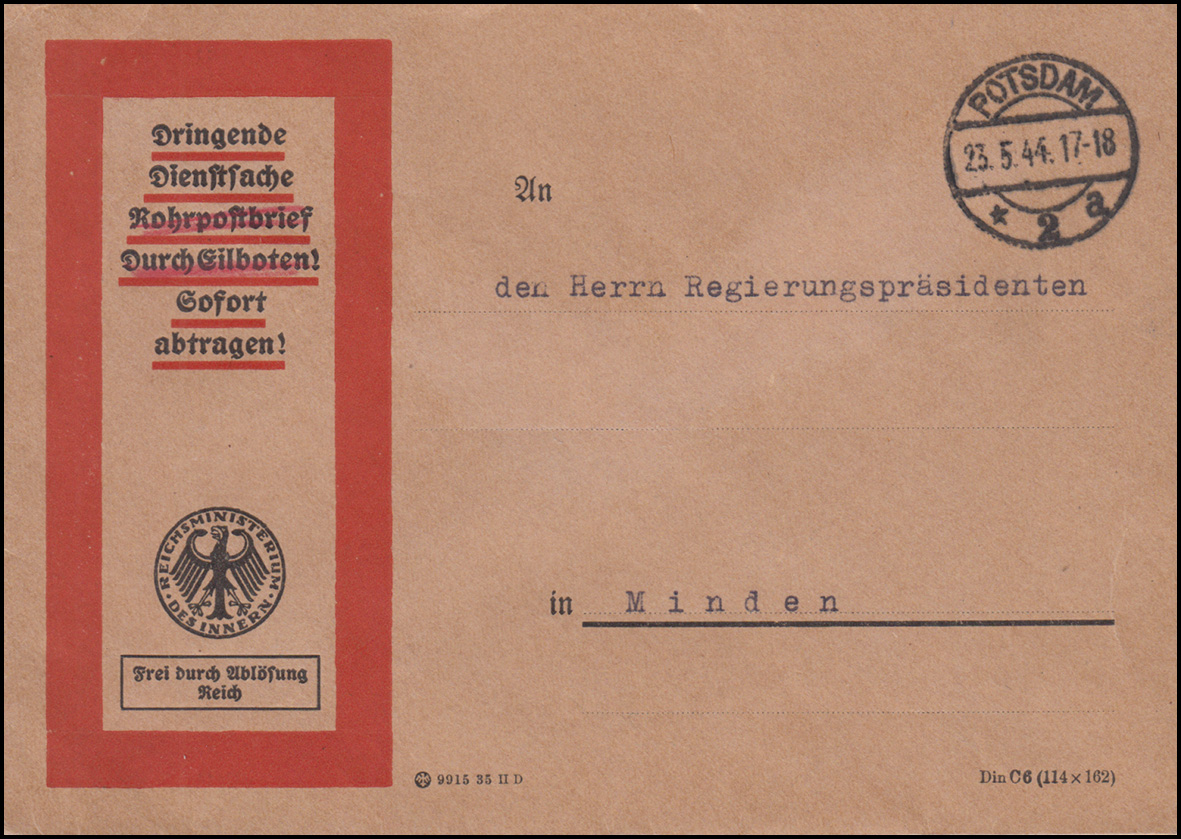 Dringende
Dienstsache
Rohrpostbrief
Durch Eilboten!
Sofort
abtragen!
REICHSMINISTERIUM
· DES INNERN ·
Frei durch Ablösung
Reich
POTSDAM
23.5.44.17-18
* 2 a
An
den Herrn Regierungspräsidenten
in Minden
9915 35 II D
Din C6 (114 × 162)